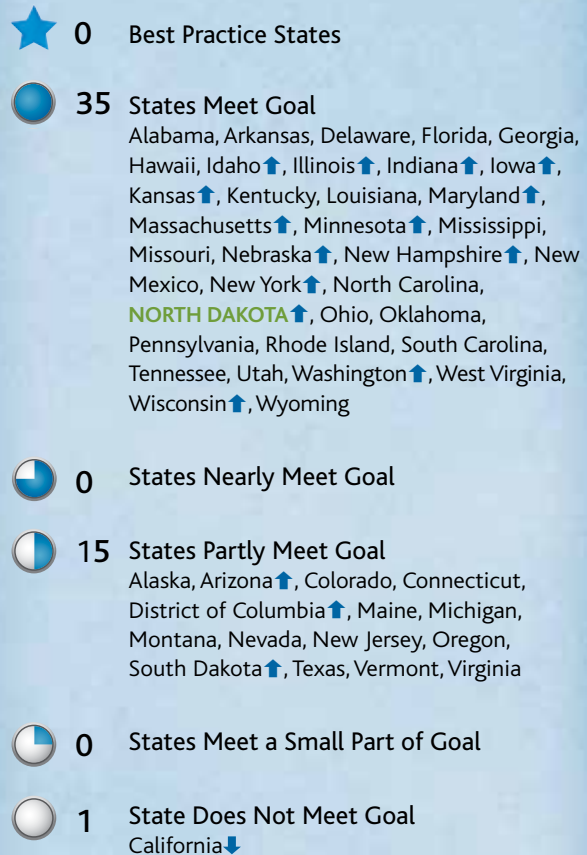 0 Best Practice States
35 States Meet Goal
Alabama, Arkansas, Delaware, Florida, Georgia,
Hawaii, Idaho⬆, Illinois⬆, Indiana⬆, Iowa⬆,
Kansas⬆, Kentucky, Louisiana, Maryland⬆,
Massachusetts⬆, Minnesota⬆, Mississippi,
Missouri, Nebraska⬆, New Hampshire⬆, New
Mexico, New York⬆, North Carolina,
NORTH DAKOTA⬆, Ohio, Oklahoma,
Pennsylvania, Rhode Island, South Carolina,
Tennessee, Utah, Washington⬆, West Virginia,
Wisconsin⬆, Wyoming
0 States Nearly Meet Goal
15 States Partly Meet Goal
Alaska, Arizona⬆, Colorado, Connecticut,
District of Columbia⬆, Maine, Michigan,
Montana, Nevada, New Jersey, Oregon,
South Dakota⬆, Texas, Vermont, Virginia
0 States Meet a Small Part of Goal
1 State Does Not Meet Goal
California⬇